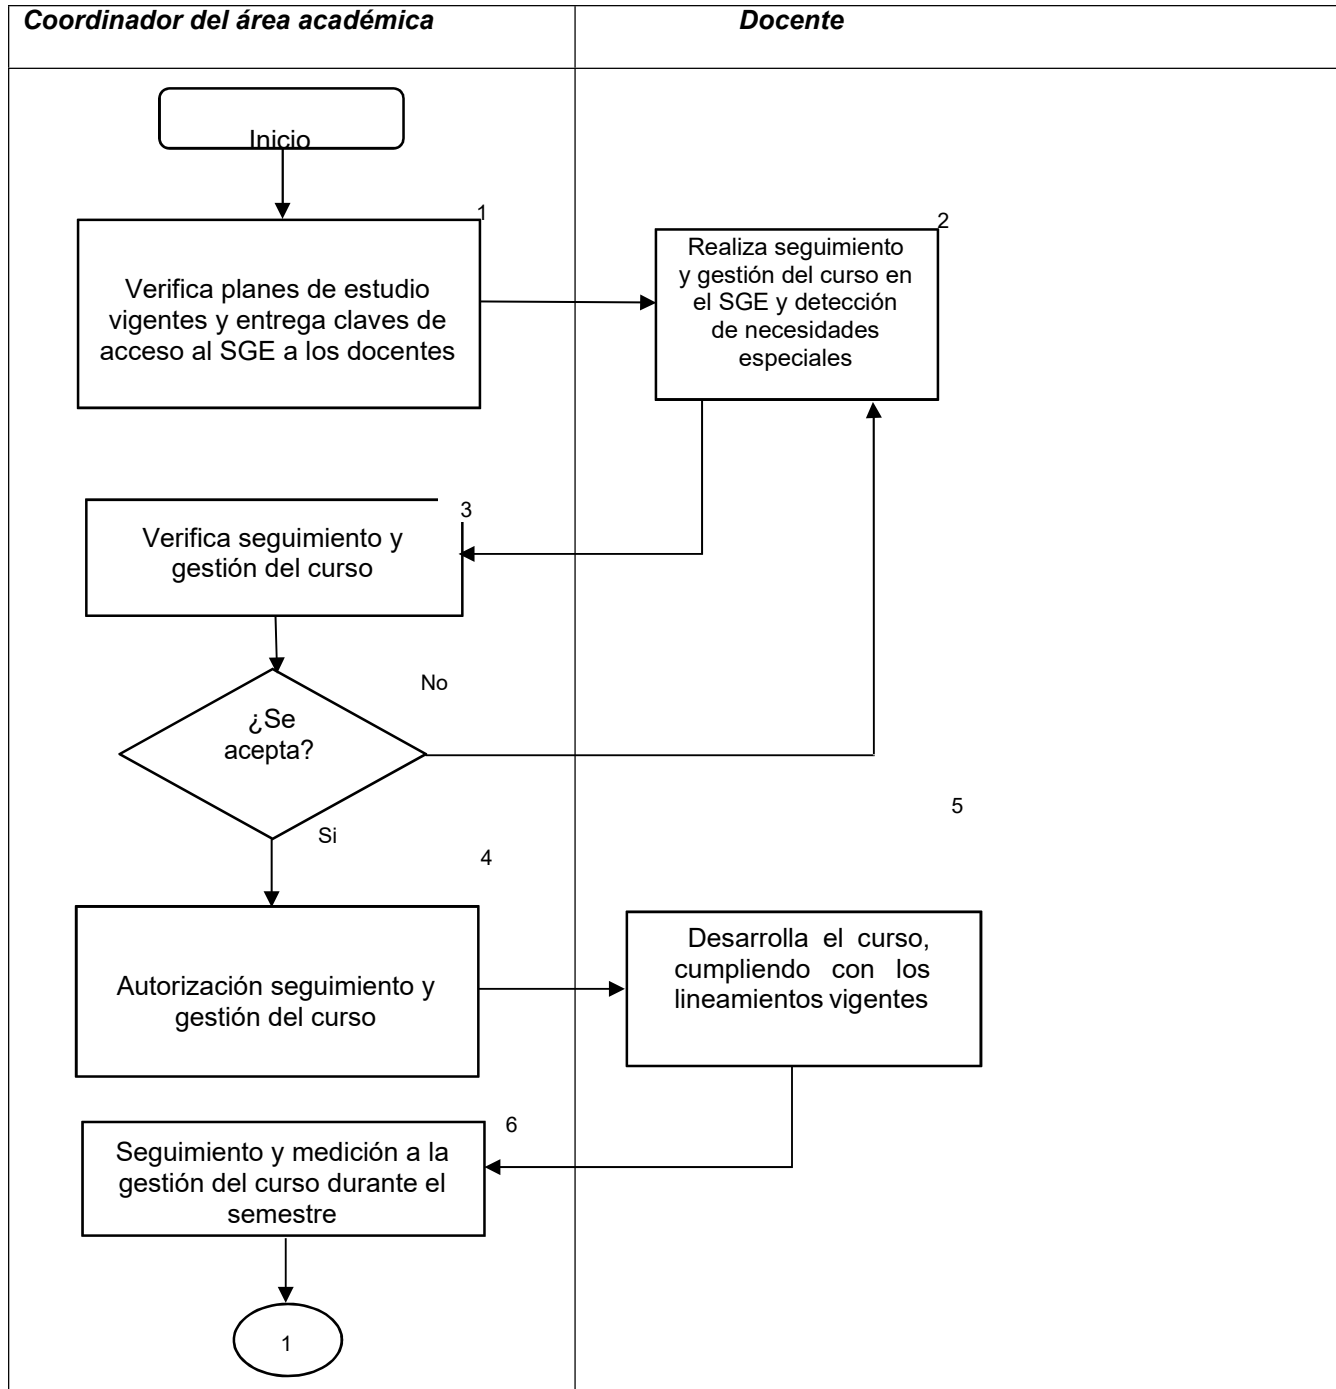 Coordinador del área académica
Docente
Inicio
1
Verifica planes de estudio
vigentes y entrega claves de
acceso al SGE a los docentes
2
Realiza seguimiento
y gestión del curso en
el SGE y detección
de necesidades
especiales
3
Verifica seguimiento y
gestión del curso
¿Se
acepta?
No
Si
4
Autorización seguimiento y
gestión del curso
5
Desarrolla el curso,
cumpliendo con los
lineamientos vigentes
6
Seguimiento y medición a la
gestión del curso durante el
semestre
1